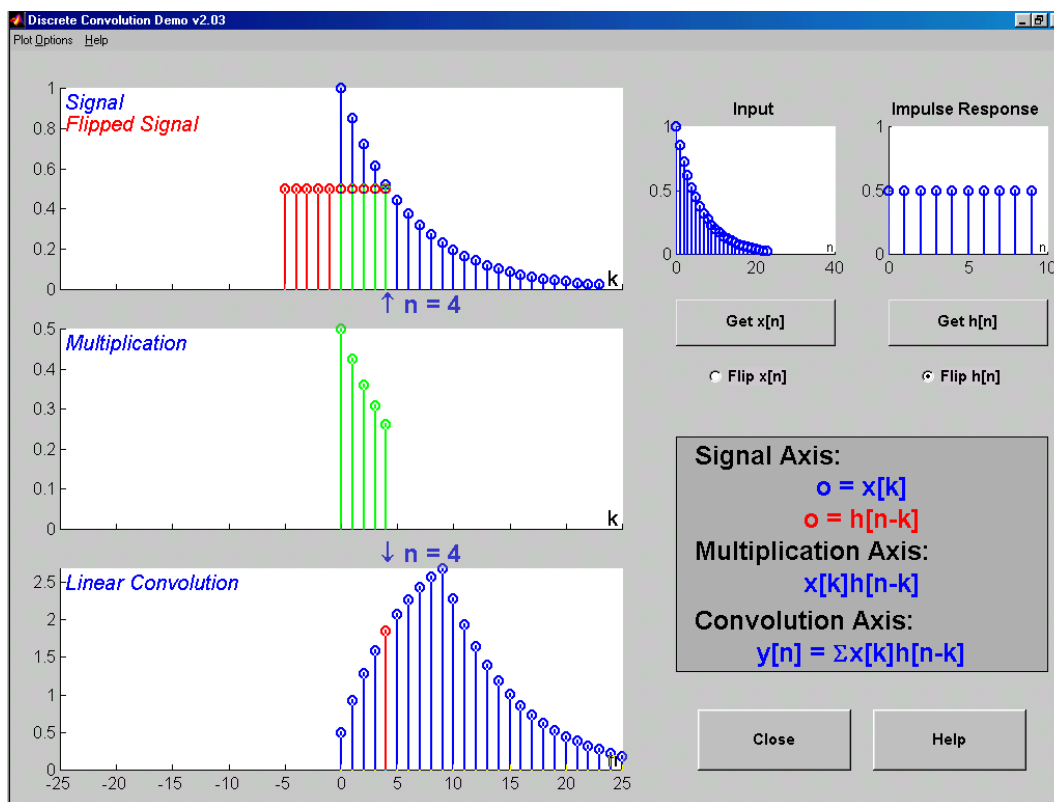 Discrete Convolution Demo v2.03
Plot Options Help
Signal
Flipped Signal
1
0.8
0.6
0.4
0.2
0
k
↑ n = 4
Multiplication
0.5
0.4
0.3
0.2
0.1
0
k
↓ n = 4
Linear Convolution
2.5
2
1.5
1
0.5
0
n
-25 -20 -15 -10 -5 0 5 10 15 20 25
Input
1
0.5
0
n
0 20 40
Impulse Response
1
0.5
0
n
0 5 10
Get x[n]
Get h[n]
Flip x[n]
Flip h[n]
Signal Axis:
o = x[k]
o = h[n-k]
Multiplication Axis:
x[k]h[n-k]
Convolution Axis:
y[n] = Σx[k]h[n-k]
Close
Help